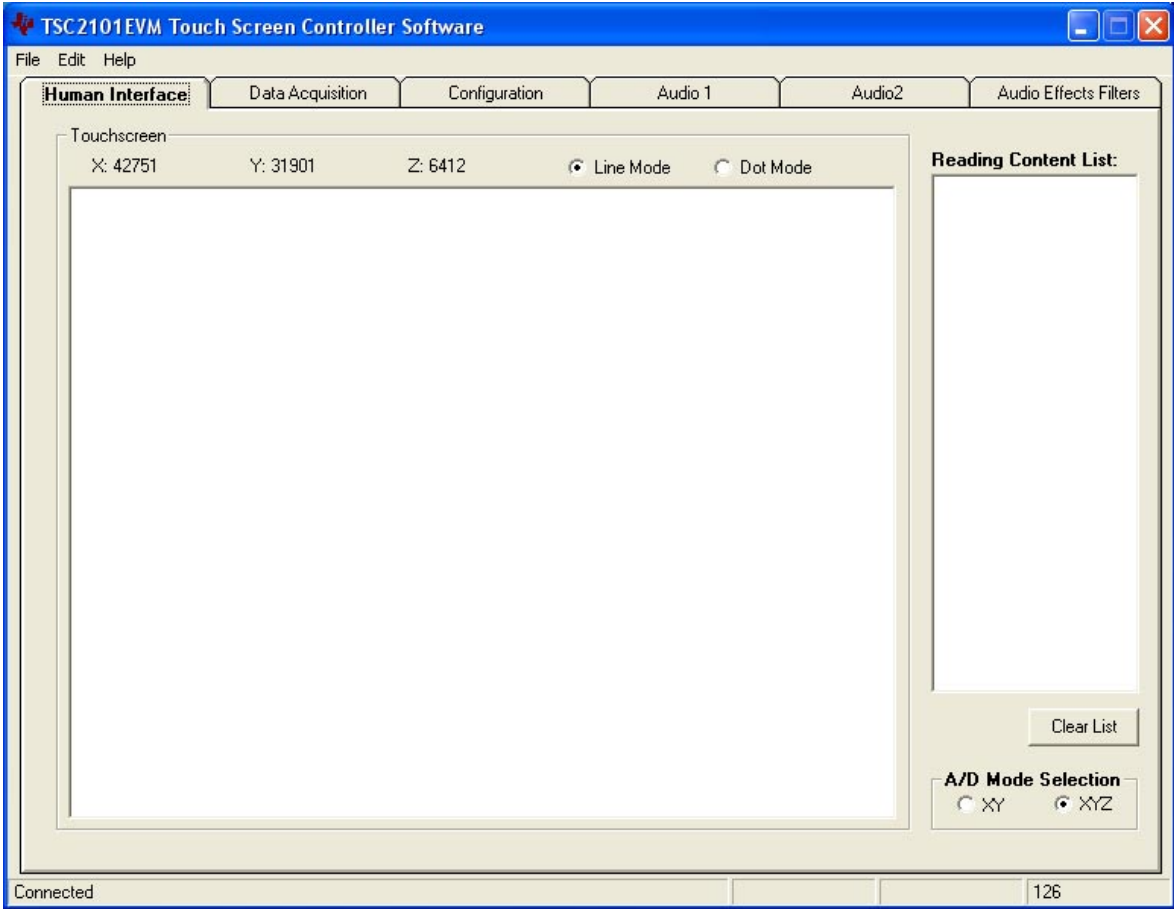 TSC2101EVM Touch Screen Controller Software
File Edit Help
Human Interface Data Acquisition Configuration Audio 1 Audio2 Audio Effects Filters
Touchscreen
X: 42751 Y: 31901 Z: 6412 Line Mode Dot Mode
Reading Content List:
Clear List
A/D Mode Selection
XY XYZ
Connected 126